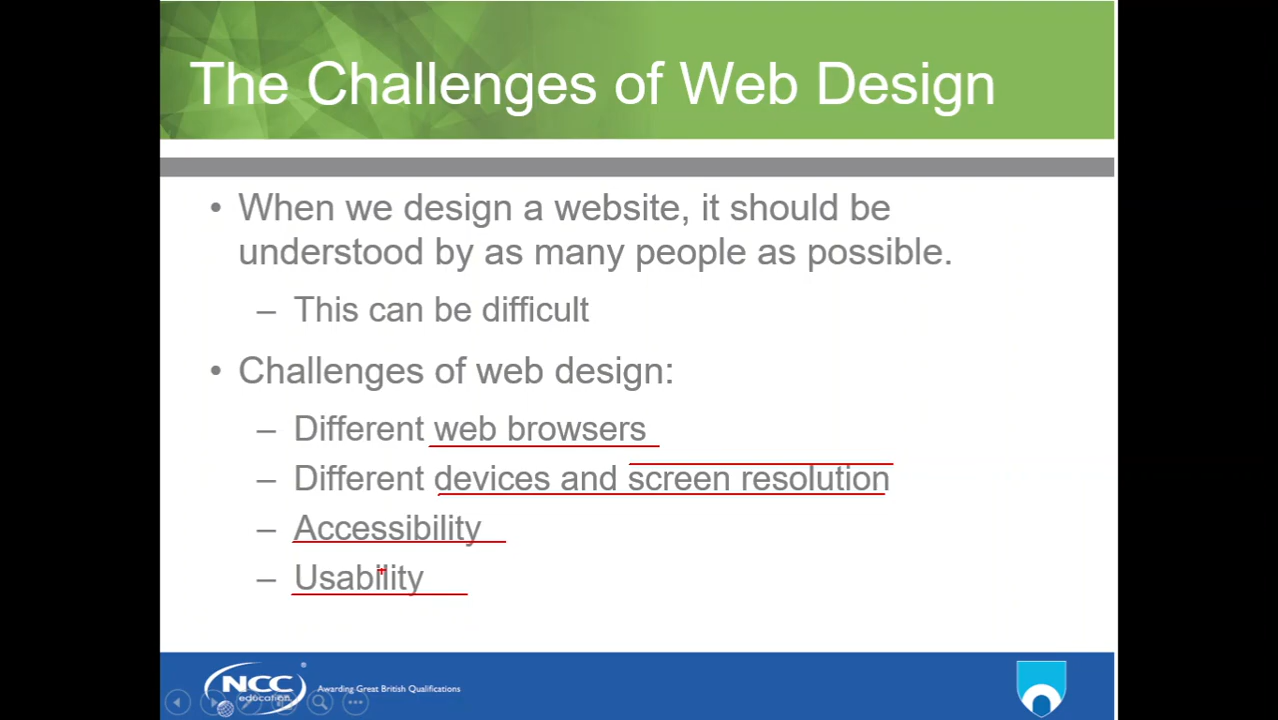 The Challenges of Web Design
• When we design a website, it should be
understood by as many people as possible.
– This can be difficult
• Challenges of web design:
– Different web browsers
– Different devices and screen resolution
– Accessibility
– Usability
NCC
education
Awarding Great British Qualifications